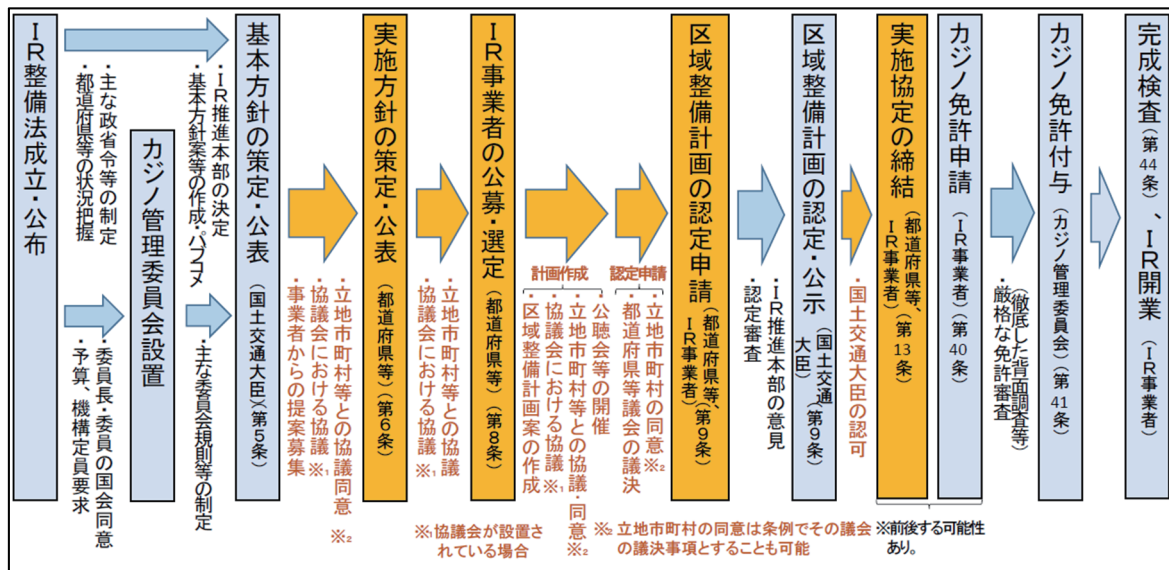 IR整備法成立・公布
・主な政省令等の制定
・都道府県等の状況把握
・委員長・委員の国会同意
・予算、機構定員要求
カジノ管理委員会設置
・IR推進本部の決定
・基本方針案等の作成・パブコメ
・主な委員会規則等の制定
基本方針の策定・公表（国土交通大臣）（第5条）
・立地市町村等との協議・同意※2
・協議会における協議※1
・事業者からの提案募集
実施方針の策定・公表（都道府県等）（第6条）
・立地市町村等との協議
・協議会における協議※1
IR事業者の公募・選定（都道府県等）（第8条）
計画作成
・公聴会等の開催
・立地市町村等との協議・同意※2
・協議会における協議※1
・区域整備計画案の作成
認定申請
・立地市町村の同意※2
・都道府県等議会の議決
区域整備計画の認定申請（都道府県等、IR事業者）（第9条）
・IR推進本部の意見
・認定審査
区域整備計画の認定・公示（国土交通大臣）（第9条）
・国土交通大臣の認可
実施協定の締結（都道府県等、IR事業者）（第13条）
カジノ免許申請（IR事業者）（第40条）
・厳格な免許審査
（徹底した背面調査等）
カジノ免許付与（カジノ管理委員会）（第41条）
完成検査（第44条）、IR開業（IR事業者）
※1協議会が設置さ
れている場合
※2 立地市町村の同意は条例でその議会
の議決事項とすることも可能
※前後する可能性
あり。